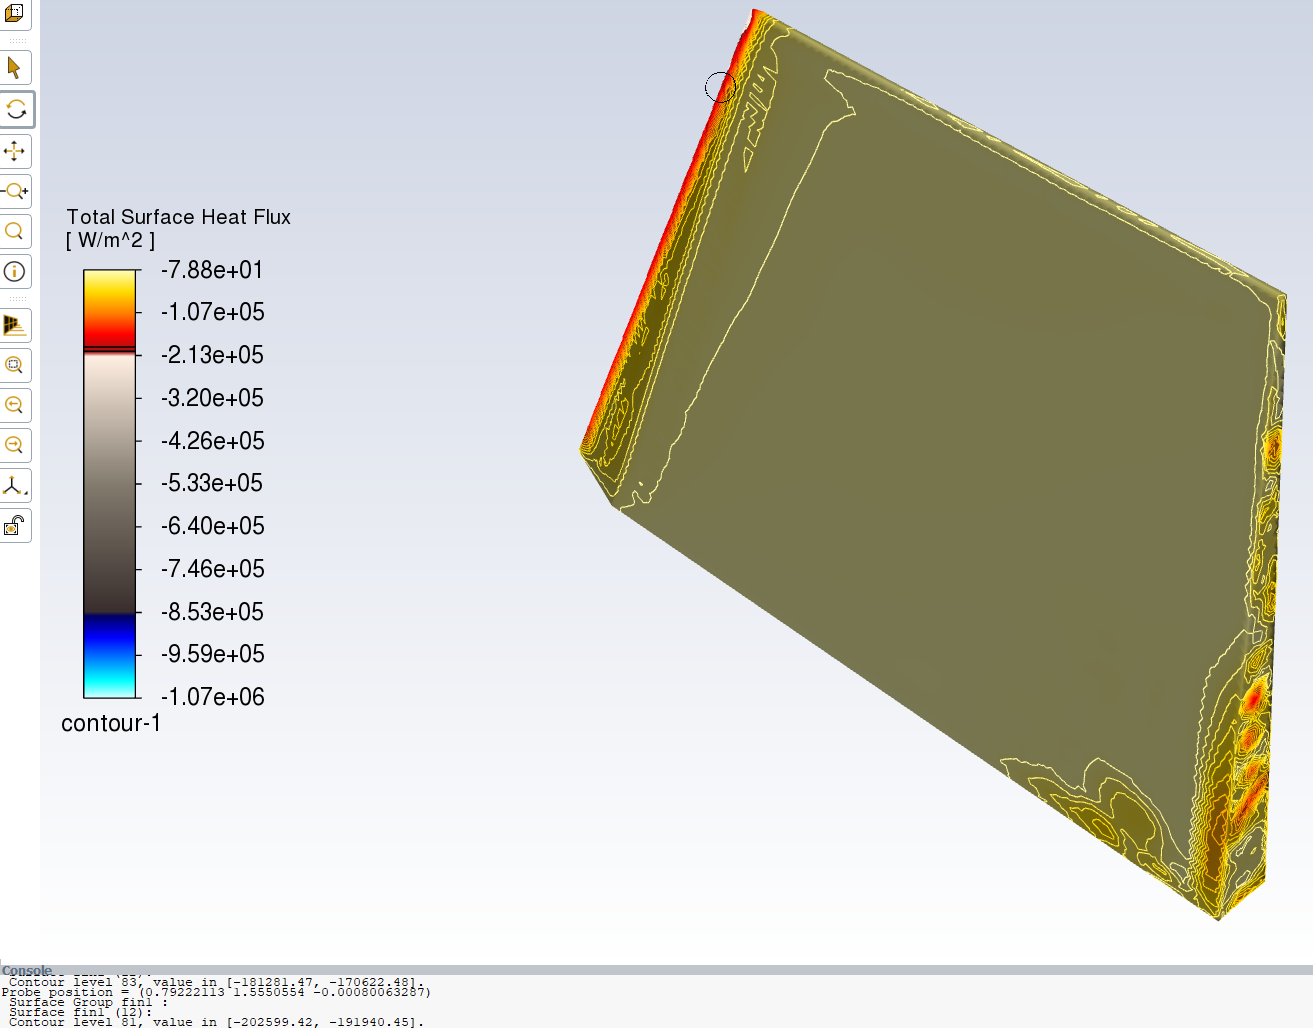 Total Surface Heat Flux
[ W/m^2 ]
-7.88e+01
-1.07e+05
-2.13e+05
-3.20e+05
-4.26e+05
-5.33e+05
-6.40e+05
-7.46e+05
-8.53e+05
-9.59e+05
-1.07e+06
contour-1
Console
Contour level 83, value in [-181281.47, -170622.48].
Probe position = (0.79222113 1.5550554 -0.00080063287)
Surface Group fin1 :
Surface fin1 (12):
Contour level 81, value in [-202599.42, -191940.45].